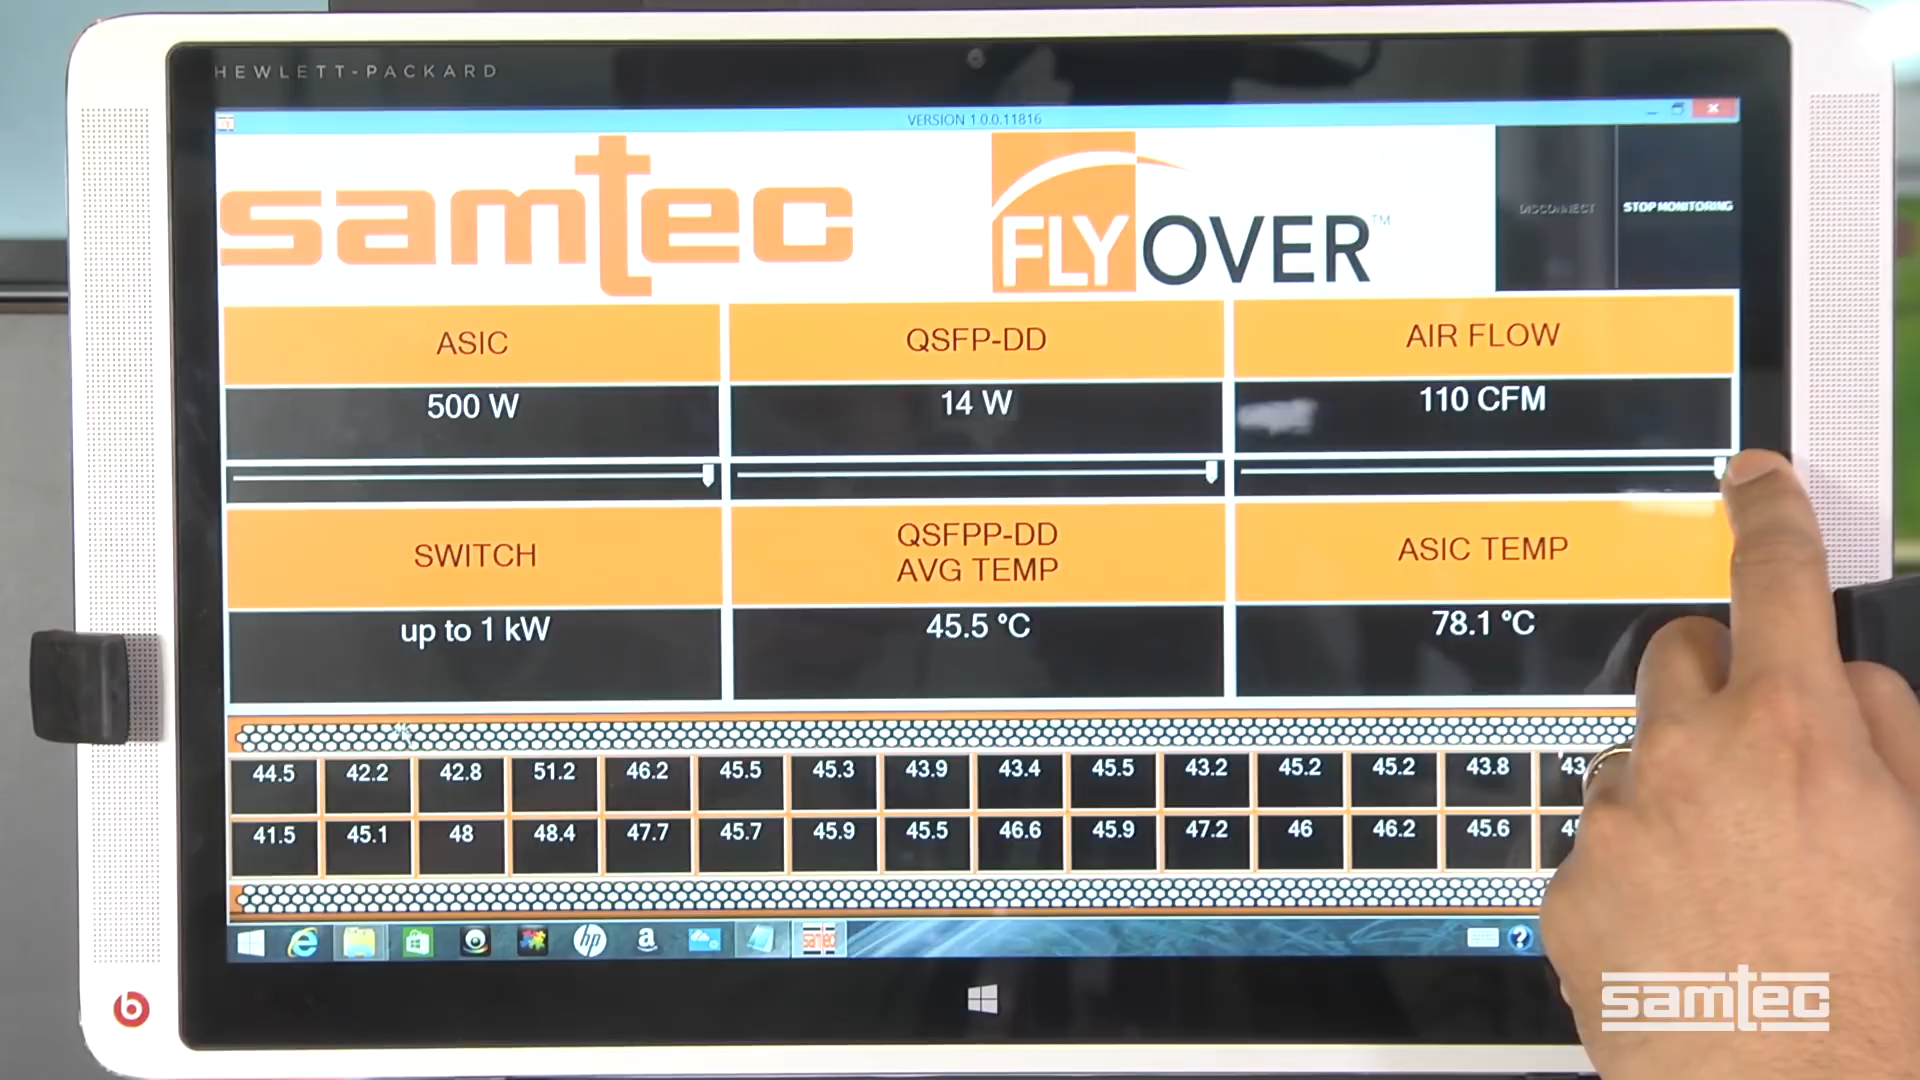 HEWLETT-PACKARD
VERSION 1.0.0.11816
samtec
FLYOVER™
DISCONNECT
STOP MONITORING
ASIC
QSFP-DD
AIR FLOW
500 W
14 W
110 CFM
SWITCH
QSFPP-DD
AVG TEMP
ASIC TEMP
up to 1 kW
45.5 °C
78.1 °C
44.5 42.2 42.8 51.2 46.2 45.5 45.3 43.9 43.4 45.5 43.2 45.2 45.2 43.8
41.5 45.1 48 48.4 47.7 45.7 45.9 45.5 46.6 45.9 47.2 46 46.2 45.6
hp
a
samtec
?
b
samtec